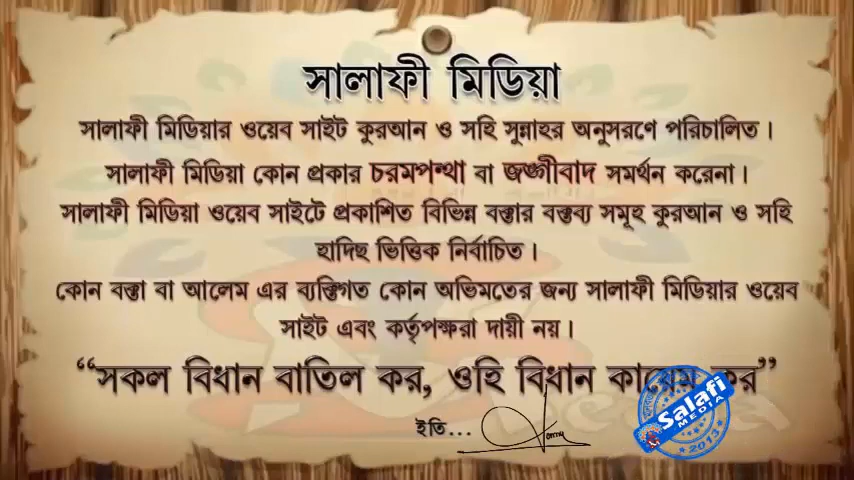 সালাফী মিডিয়া
সালাফী মিডিয়ার ওয়েব সাইট কুরআন ও সহি সুন্নাহর অনুসরণে পরিচালিত।
সালাফী মিডিয়া কোন প্রকার চরমপন্থা বা জঙ্গীবাদ সমর্থন করেনা।
সালাফী মিডিয়া ওয়েব সাইটে প্রকাশিত বিভিন্ন বক্তার বক্তব্য সমূহ কুরআন ও সহি
হাদিছ ভিত্তিক নির্বাচিত।
কোন বক্তা বা আলেম এর ব্যক্তিগত কোন অভিমতের জন্য সালাফী মিডিয়ার ওয়েব
সাইট এবং কর্তৃপক্ষরা দায়ী নয়।
“সকল বিধান বাতিল কর, ওহি বিধান কায়েম কর”
ইতি...
Salafi
MEDIA
2013